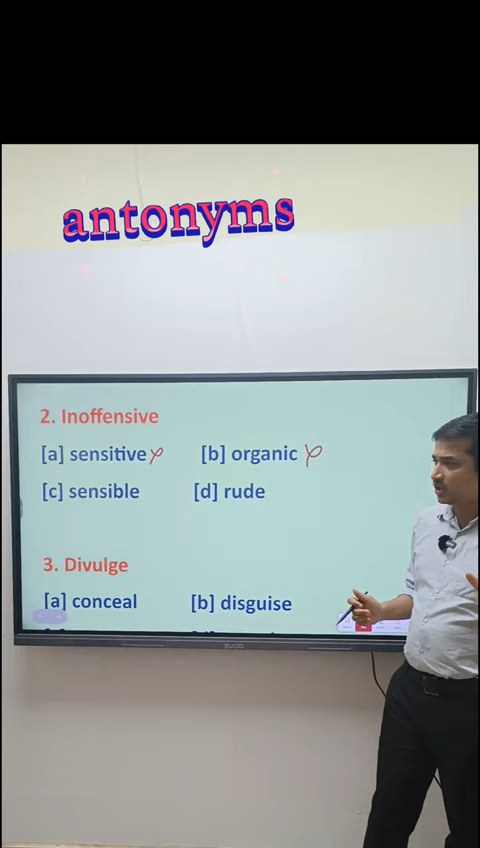 antonyms
2. Inoffensive
[a] sensitive [b] organic
[c] sensible [d] rude
3. Divulge
[a] conceal [b] disguise